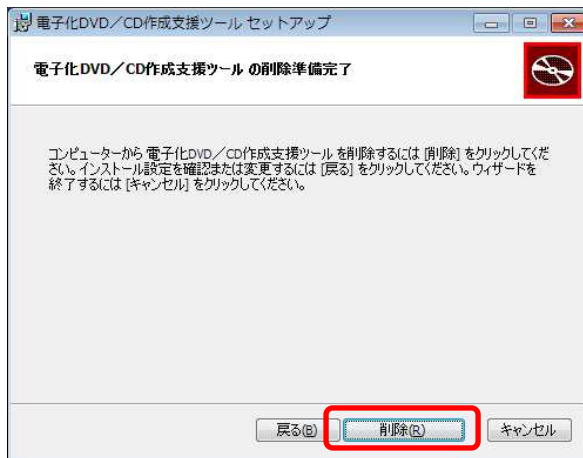 電子化DVD／CD作成支援ツール セットアップ
電子化DVD／CD作成支援ツール の削除準備完了
コンピューターから 電子化DVD／CD作成支援ツール を削除するには [削除] をクリックしてくだ
さい。インストール設定を確認または変更するには [戻る] をクリックしてください。ウィザードを
終了するには [キャンセル] をクリックしてください。
戻る(B) 削除(R) キャンセル